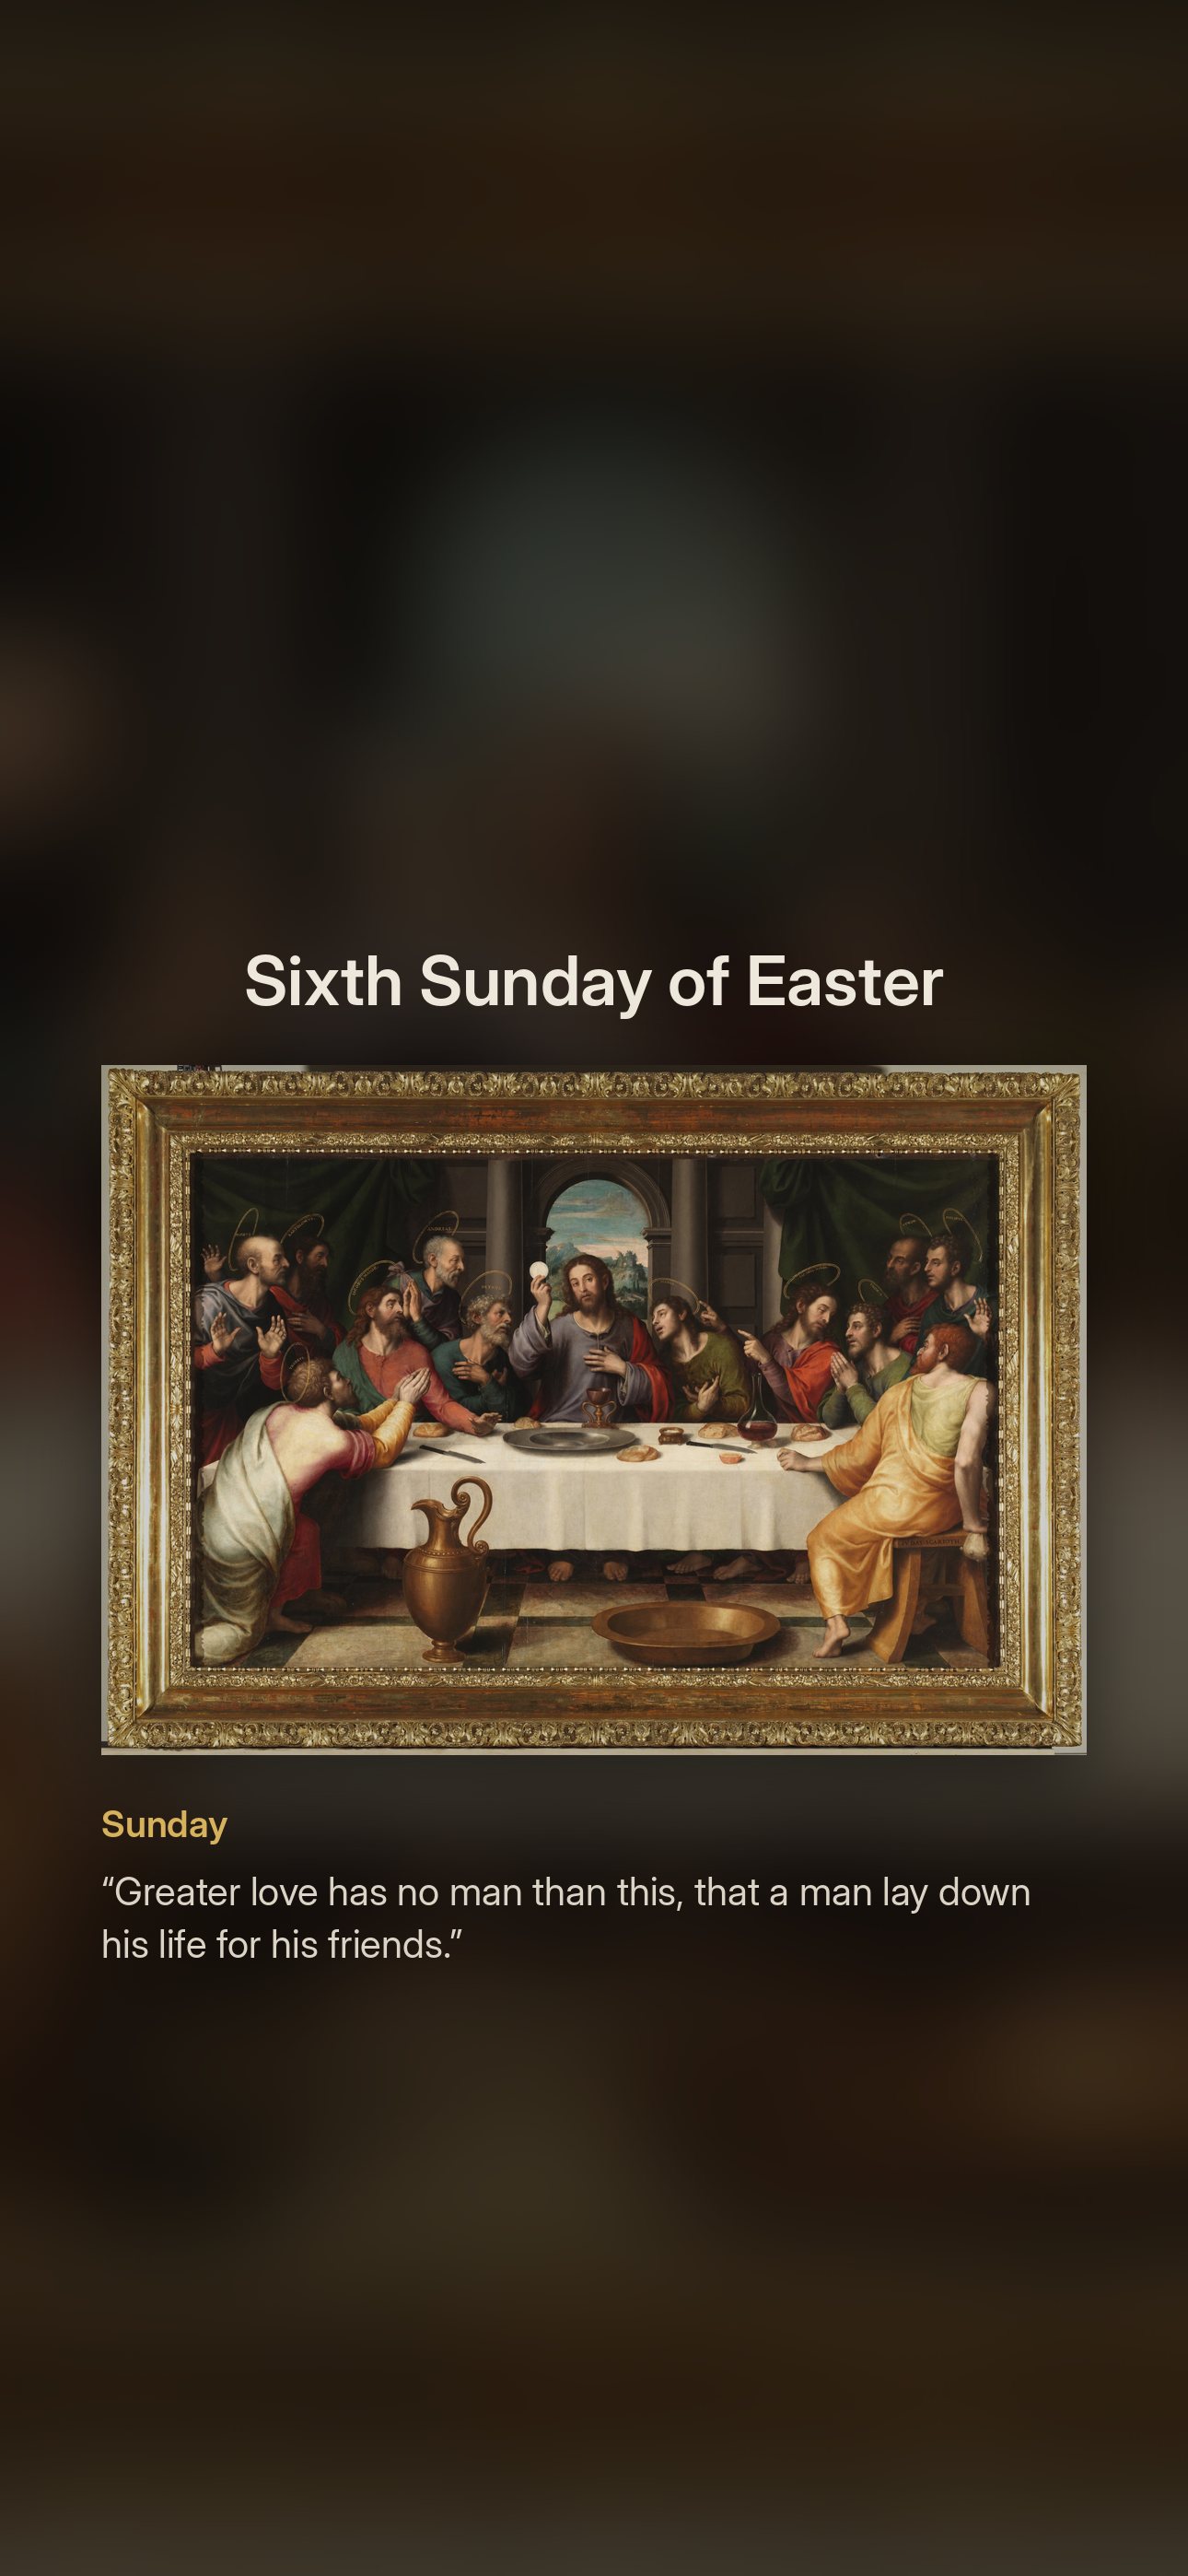 Sixth Sunday of Easter
Sunday
“Greater love has no man than this, that a man lay down
his life for his friends.”